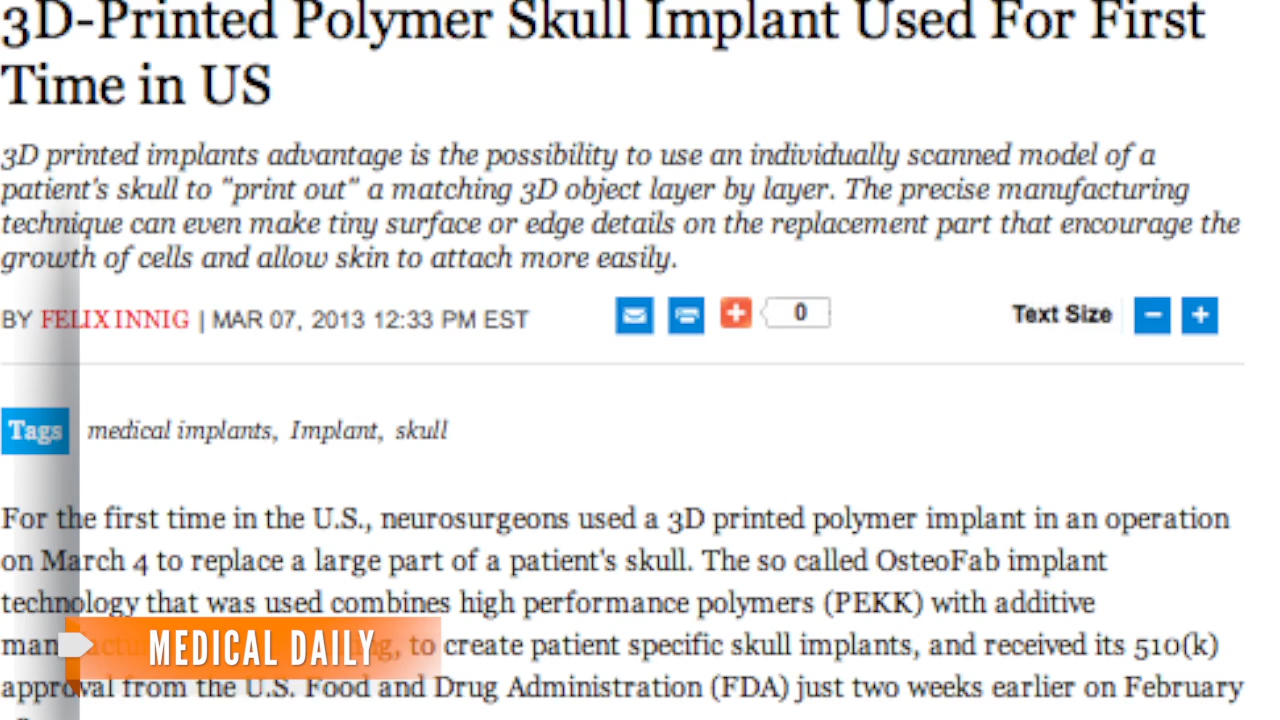 3D-Printed Polymer Skull Implant Used For First
Time in US
3D printed implants advantage is the possibility to use an individually scanned model of a
patient's skull to "print out" a matching 3D object layer by layer. The precise manufacturing
technique can even make tiny surface or edge details on the replacement part that encourage the
growth of cells and allow skin to attach more easily.
BY FELIX INNIG | MAR 07, 2013 12:33 PM EST
0
Text Size − +
Tags medical implants, Implant, skull
For the first time in the U.S., neurosurgeons used a 3D printed polymer implant in an operation
on March 4 to replace a large part of a patient's skull. The so called OsteoFab implant
technology that was used combines high performance polymers (PEKK) with additive
to create patient specific skull implants, and received its 510(k)
MEDICAL DAILY
approval from the U.S. Food and Drug Administration (FDA) just two weeks earlier on February